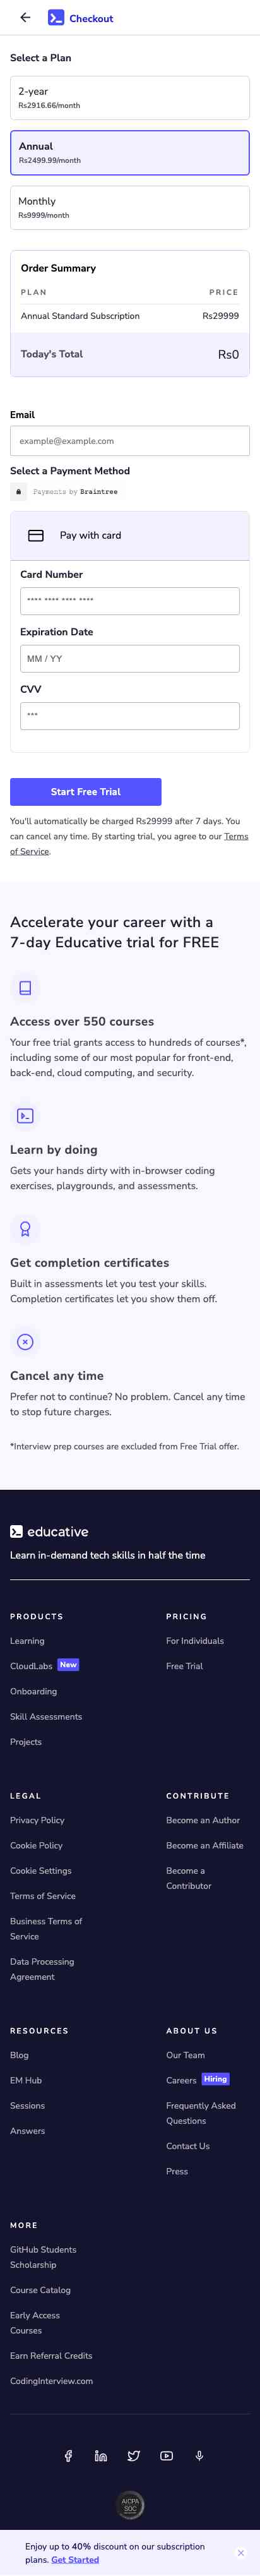 Checkout
Select a Plan
2-year
Rs2916.66/month
Annual
Rs2499.99/month
Monthly
Rs9999/month
Order Summary
PLAN PRICE
Annual Standard Subscription Rs29999
Today's Total Rs0
Email
example@example.com
Select a Payment Method
Payments by Braintree
Pay with card
Card Number
**** **** **** ****
Expiration Date
MM / YY
CVV
***
Start Free Trial
You'll automatically be charged Rs29999 after 7 days. You
can cancel any time. By starting trial, you agree to our Terms
of Service.
Accelerate your career with a
7-day Educative trial for FREE
Access over 550 courses
Your free trial grants access to hundreds of courses*,
including some of our most popular for front-end,
back-end, cloud computing, and security.
Learn by doing
Gets your hands dirty with in-browser coding
exercises, playgrounds, and assessments.
Get completion certificates
Built in assessments let you test your skills.
Completion certificates let you show them off.
Cancel any time
Prefer not to continue? No problem. Cancel any time
to stop future charges.
*Interview prep courses are excluded from Free Trial offer.
educative
Learn in-demand tech skills in half the time
PRODUCTS
Learning
CloudLabs New
Onboarding
Skill Assessments
Projects
PRICING
For Individuals
Free Trial
LEGAL
Privacy Policy
Cookie Policy
Cookie Settings
Terms of Service
Business Terms of
Service
Data Processing
Agreement
CONTRIBUTE
Become an Author
Become an Affiliate
Become a
Contributor
RESOURCES
Blog
EM Hub
Sessions
Answers
ABOUT US
Our Team
Careers Hiring
Frequently Asked
Questions
Contact Us
Press
MORE
GitHub Students
Scholarship
Course Catalog
Early Access
Courses
Earn Referral Credits
CodingInterview.com
AICPA
SOC
Enjoy up to 40% discount on our subscription
plans. Get Started